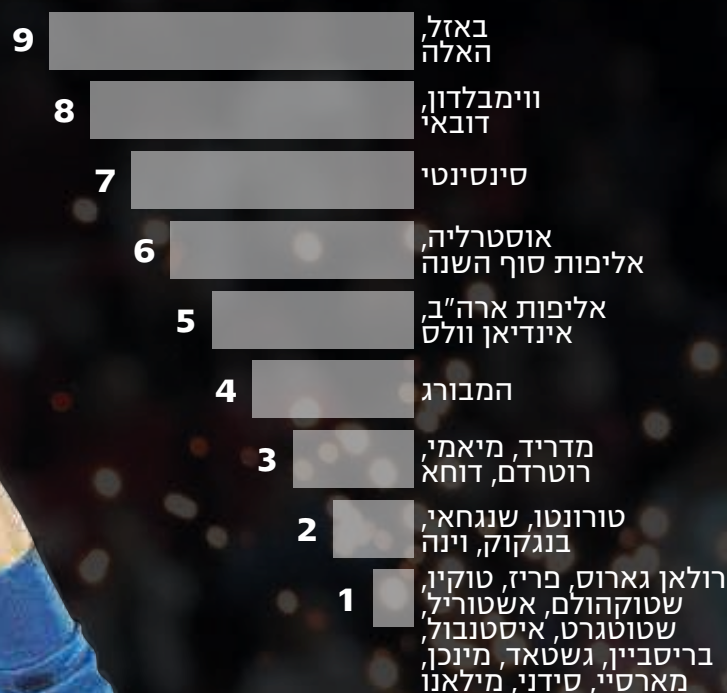 באזל,
האלה
9
ווימבלדון,
דובאי
8
סינסינטי
7
אוסטרליה,
אליפות סוף השנה
6
אליפות ארה"ב,
אינדיאן וולס
5
המבורג
4
מדריד, מיאמי,
רוטרדם, דוחא
3
טורונטו, שנגחאי,
בנגקוק, וינה
2
רולאן גארוס, פריז, טוקיו,
שטוקהולם, אשטוריל,
שטוטגרט, איסטנבול,
בריסביין, גשטאד, מינכן,
מארסיי, סידני, מילאנו
1